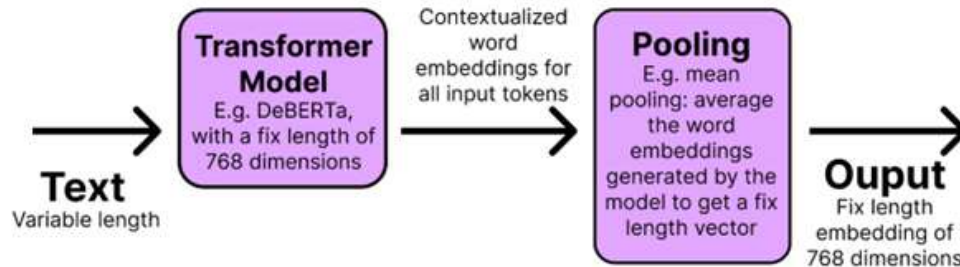 Text
Variable length
Transformer
Model
E.g. DeBERTa,
with a fix length of
768 dimensions
Contextualized
word
embeddings for
all input tokens
Pooling
E.g. mean
pooling: average
the word
embeddings
generated by the
model to get a fix
length vector
Ouput
Fix length
embedding of
768 dimensions